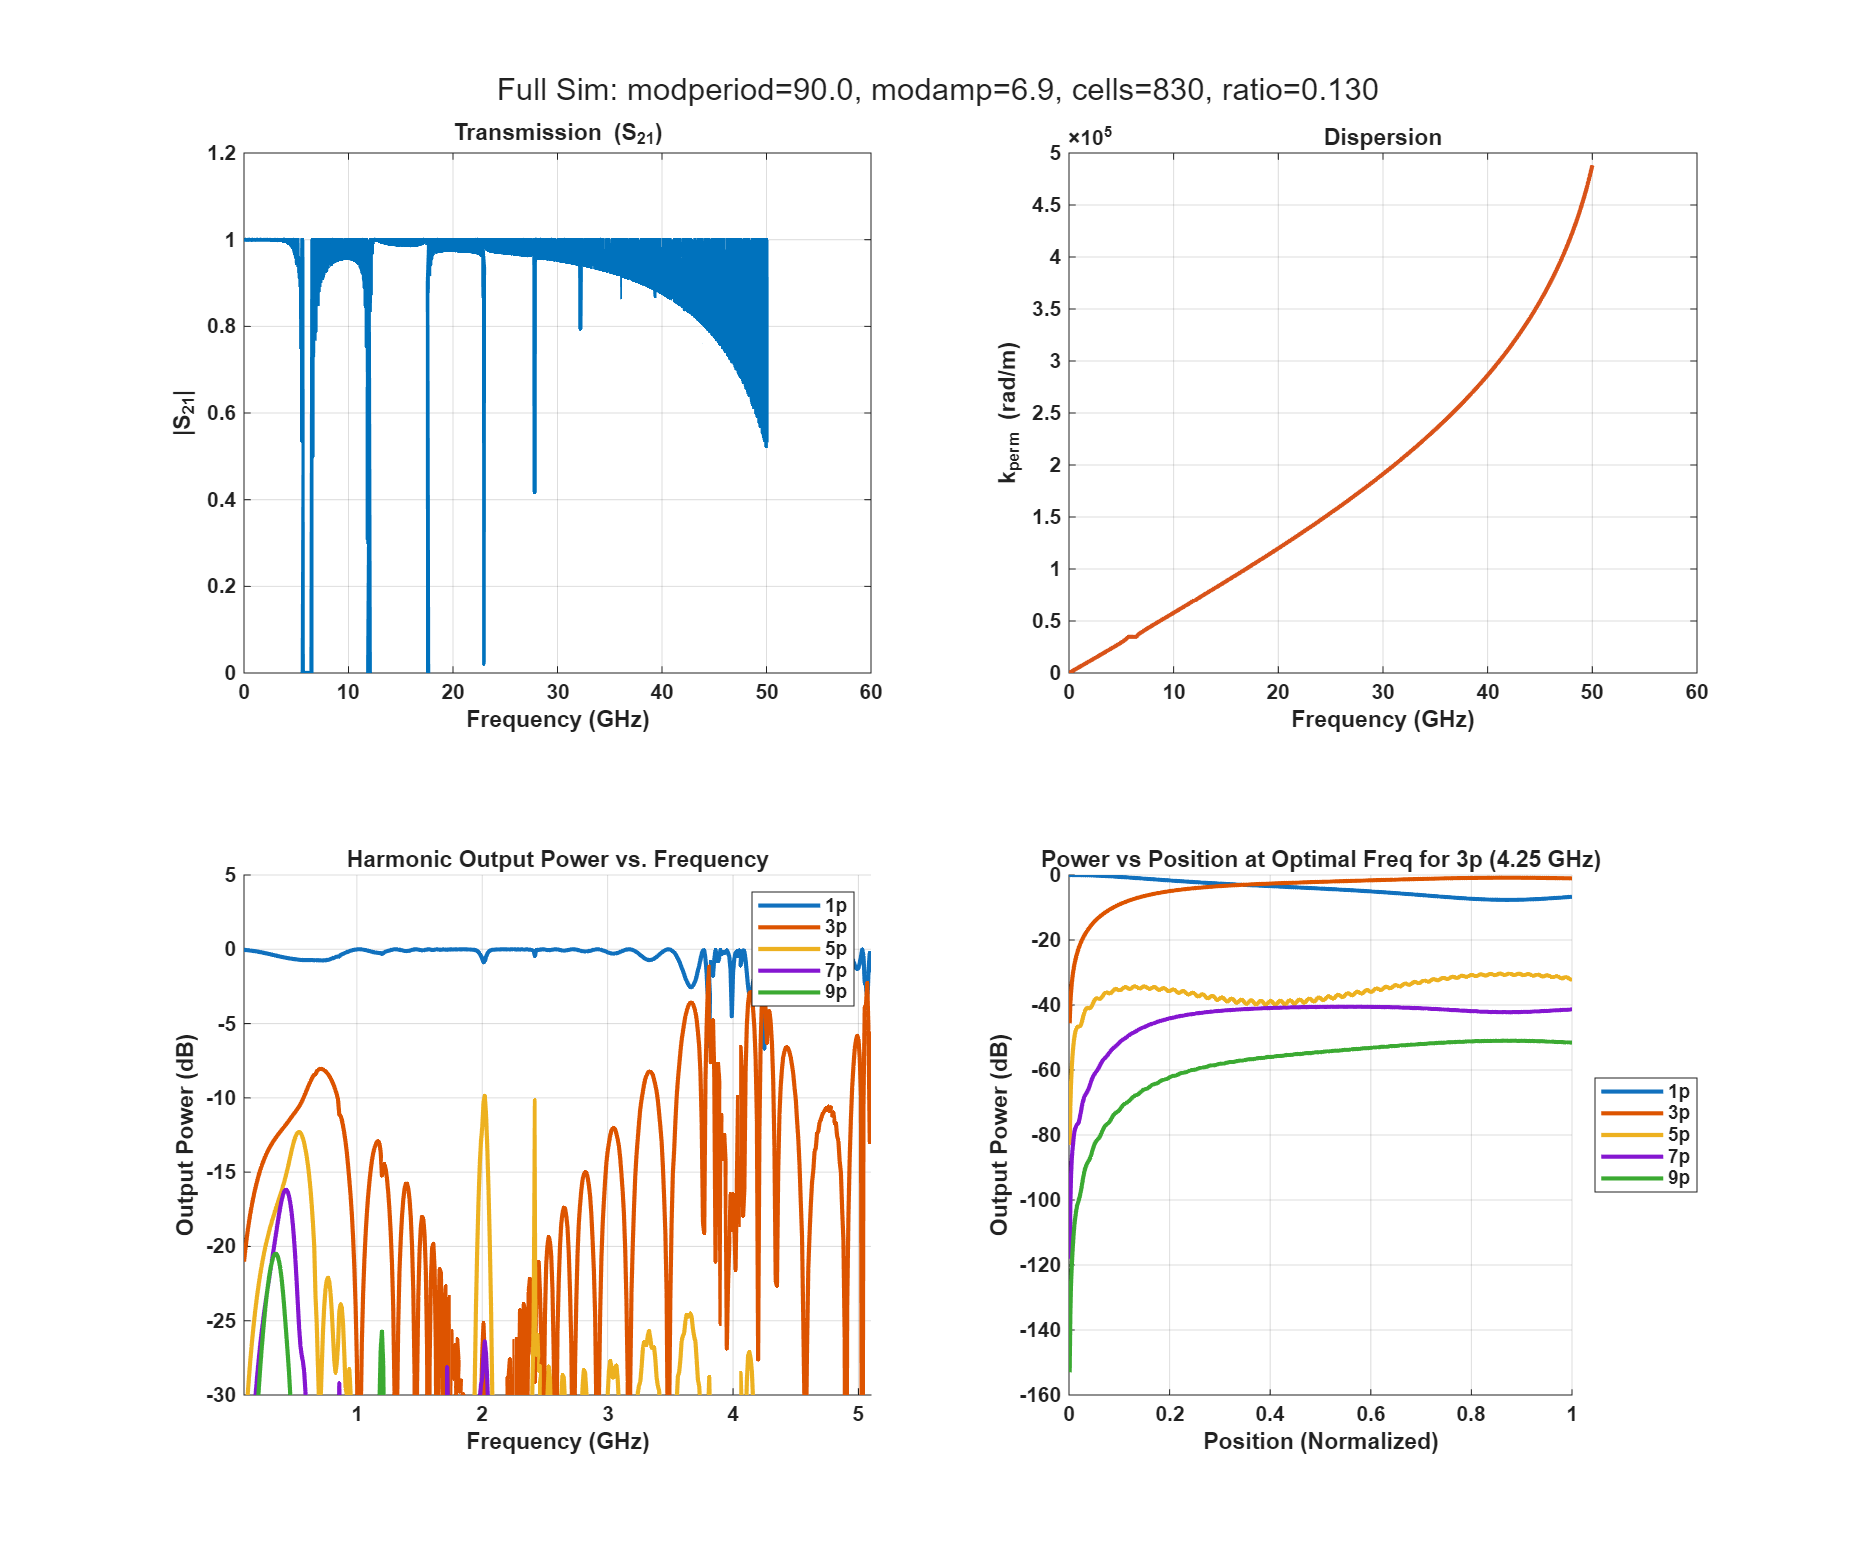 Full Sim: modperiod=90.0, modamp=6.9, cells=830, ratio=0.130
Transmission (S21)
1.2
1
0.8
0.6
0.4
0.2
0
|S21|
0 10 20 30 40 50 60
Frequency (GHz)
×10^5
Dispersion
5
4.5
4
3.5
3
2.5
2
1.5
1
0.5
0
kperm (rad/m)
0 10 20 30 40 50 60
Frequency (GHz)
Harmonic Output Power vs. Frequency
5
0
-5
-10
-15
-20
-25
-30
Output Power (dB)
1p
3p
5p
7p
9p
1 2 3 4 5
Frequency (GHz)
Power vs Position at Optimal Freq for 3p (4.25 GHz)
0
-20
-40
-60
-80
-100
-120
-140
-160
Output Power (dB)
0 0.2 0.4 0.6 0.8 1
Position (Normalized)
1p
3p
5p
7p
9p